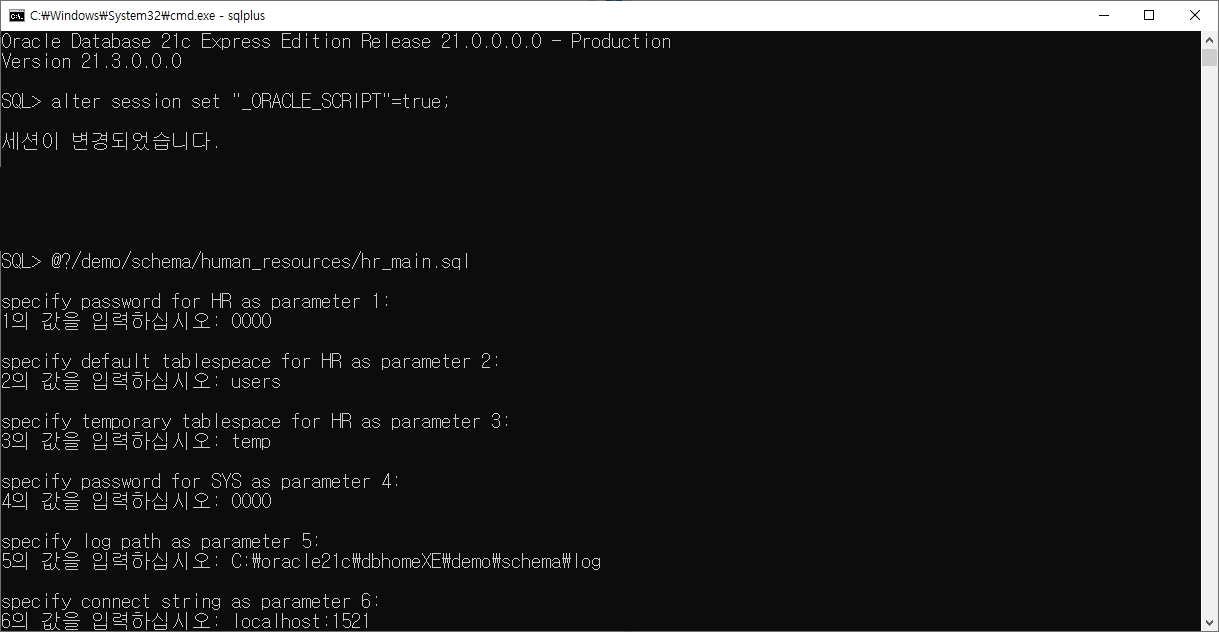 C:₩Windows₩System32₩cmd.exe - sqlplus
Oracle Database 21c Express Edition Release 21.0.0.0.0 - Production
Version 21.3.0.0.0
SQL> alter session set "_ORACLE_SCRIPT"=true;
세션이 변경되었습니다.
SQL> @?/demo/schema/human_resources/hr_main.sql
specify password for HR as parameter 1:
1의 값을 입력하십시오: 0000
specify default tablespeace for HR as parameter 2:
2의 값을 입력하십시오: users
specify temporary tablespace for HR as parameter 3:
3의 값을 입력하십시오: temp
specify password for SYS as parameter 4:
4의 값을 입력하십시오: 0000
specify log path as parameter 5:
5의 값을 입력하십시오: C:₩oracle21c₩dbhomeXE₩demo₩schema₩log
specify connect string as parameter 6:
6의 값을 입력하십시오: localhost:1521